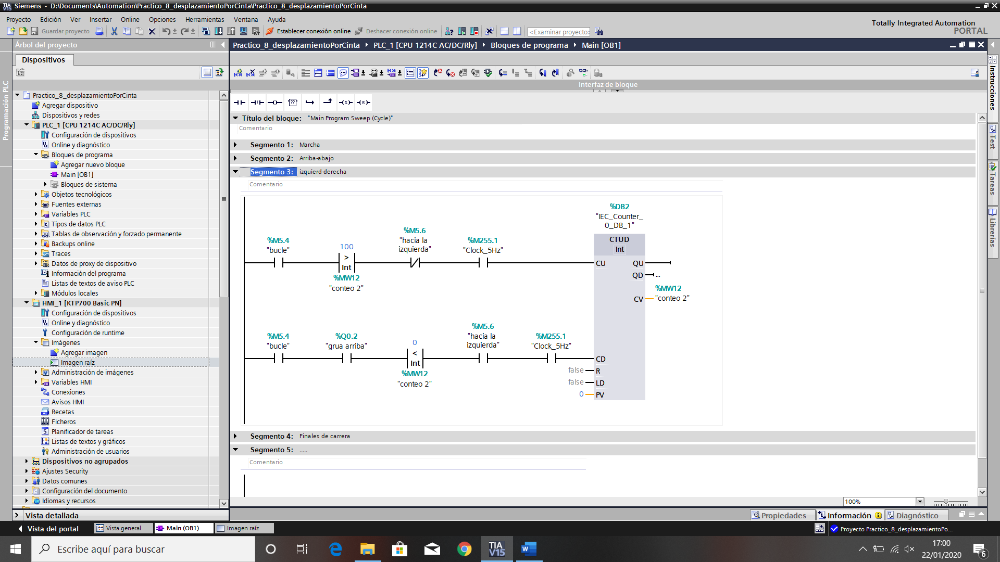 Siemens  -  D:\Documents\Automation\Practico_8_desplazamientoPorCinta\Practico_8_desplazamientoPorCinta
Proyecto Edición Ver Insertar Online Opciones Herramientas Ventana Ayuda
Totally Integrated Automation
PORTAL
Guardar proyecto
Establecer conexión online
Deshacer conexión online
<Examinar proyecto>
Árbol del proyecto
Practico_8_desplazamientoPorCinta PLC_1 [CPU 1214C AC/DC/Rly] Bloques de programa Main [OB1]
Dispositivos
Programación PLC
Interfaz de bloque
Practico_8_desplazamientoPorCinta
Agregar dispositivo
Dispositivos y redes
PLC_1 [CPU 1214C AC/DC/Rly]
Configuración de dispositivos
Online y diagnóstico
Bloques de programa
Agregar nuevo bloque
Main [OB1]
Bloques de sistema
Objetos tecnológicos
Fuentes externas
Variables PLC
Tipos de datos PLC
Tablas de observación y forzado permanente
Backups online
Traces
Datos de proxy de dispositivo
Información del programa
Listas de textos de aviso PLC
Módulos locales
HMI_1 [KTP700 Basic PN]
Configuración de dispositivos
Online y diagnóstico
Configuración de runtime
Imágenes
Agregar imagen
Imagen raíz
Administración de imágenes
Variables HMI
Conexiones
Avisos HMI
Recetas
Ficheros
Planificador de tareas
Listas de textos y gráficos
Administración de usuarios
Dispositivos no agrupados
Ajustes Security
Datos comunes
Configuración del documento
Idiomas y recursos
Vista detallada
Título del bloque: "Main Program Sweep (Cycle)"
Comentario
Segmento 1: Marcha
Segmento 2: Arriba-abajo
Segmento 3: izquierd-derecha
Comentario
%DB2
"IEC_Counter_
0_DB_1"
CTUD
Int
%M5.4
"bucle"
100
>
Int
%MW12
"conteo 2"
%M5.6
"hacia la
izquierda"
%M255.1
"Clock_5Hz"
CU QU
QD ...
CV
%MW12
"conteo 2"
%M5.4
"bucle"
%Q0.2
"grua arriba"
0
<
Int
%MW12
"conteo 2"
%M5.6
"hacia la
izquierda"
%M255.1
"Clock_5Hz"
CD
false R
false LD
0 PV
Segmento 4: Finales de carrera
Segmento 5: .....
Comentario
100%
Propiedades Información Diagnóstico
Instrucciones
Test
Tareas
Librerías
Vista del portal
Vista general
Main (OB1)
Imagen raíz
Proyecto Practico_8_desplazamientoPo...
Escribe aquí para buscar
TIA
V15
17:00
22/01/2020
6